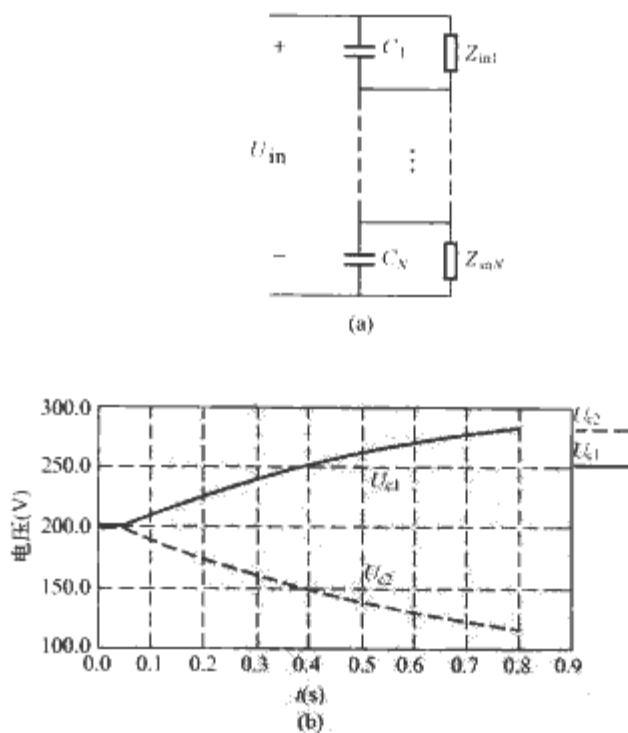 C1 Zin1
+
Uin
⋮
−
CN ZinN
(a)
电压(V)
300.0
250.0
200.0
150.0
100.0
Uc1
Uc2
Uc2
Uc1
0.0 0.1 0.2 0.3 0.4 0.5 0.6 0.7 0.8 0.9
t(s)
(b)